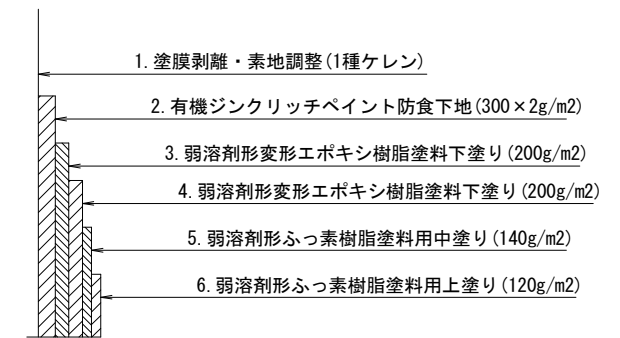 1.塗膜剥離・素地調整(1種ケレン)
2.有機ジンクリッチペイント防食下地(300×2g/m2)
3.弱溶剤形変形エポキシ樹脂塗料下塗り(200g/m2)
4.弱溶剤形変形エポキシ樹脂塗料下塗り(200g/m2)
5.弱溶剤形ふっ素樹脂塗料用中塗り(140g/m2)
6.弱溶剤形ふっ素樹脂塗料用上塗り(120g/m2)